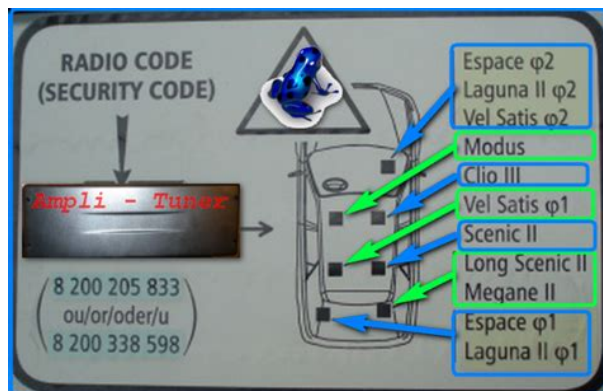 RADIO CODE
(SECURITY CODE)
Ampli - Tuner
8 200 205 833
ou/or/oder/u
8 200 338 598
Espace φ2
Laguna II φ2
Vel Satis φ2
Modus
Clio III
Vel Satis φ1
Scenic II
Long Scenic II
Megane II
Espace φ1
Laguna II φ1